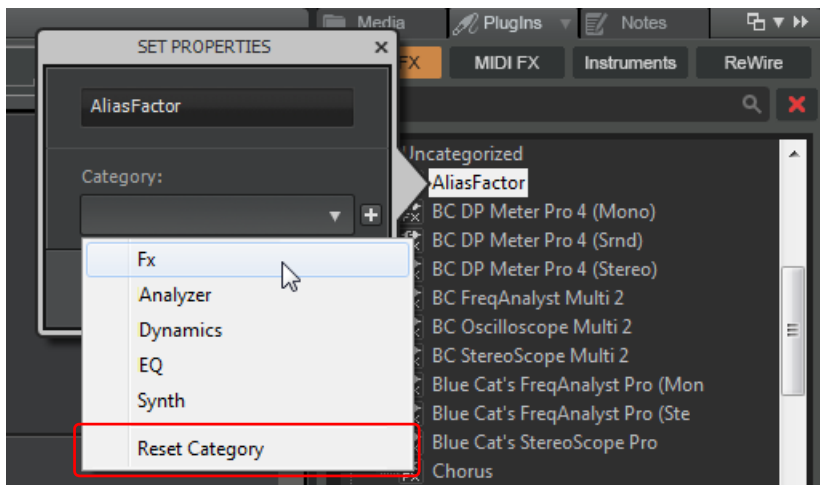 Media
PlugIns
Notes
SET PROPERTIES
FX
MIDI FX
Instruments
ReWire
AliasFactor
Category:
Fx
Analyzer
Dynamics
EQ
Synth
Reset Category
Uncategorized
AliasFactor
BC DP Meter Pro 4 (Mono)
BC DP Meter Pro 4 (Srnd)
BC DP Meter Pro 4 (Stereo)
BC FreqAnalyst Multi 2
BC Oscilloscope Multi 2
BC StereoScope Multi 2
Blue Cat's FreqAnalyst Pro (Mon
Blue Cat's FreqAnalyst Pro (Ste
Blue Cat's StereoScope Pro
FX Chorus